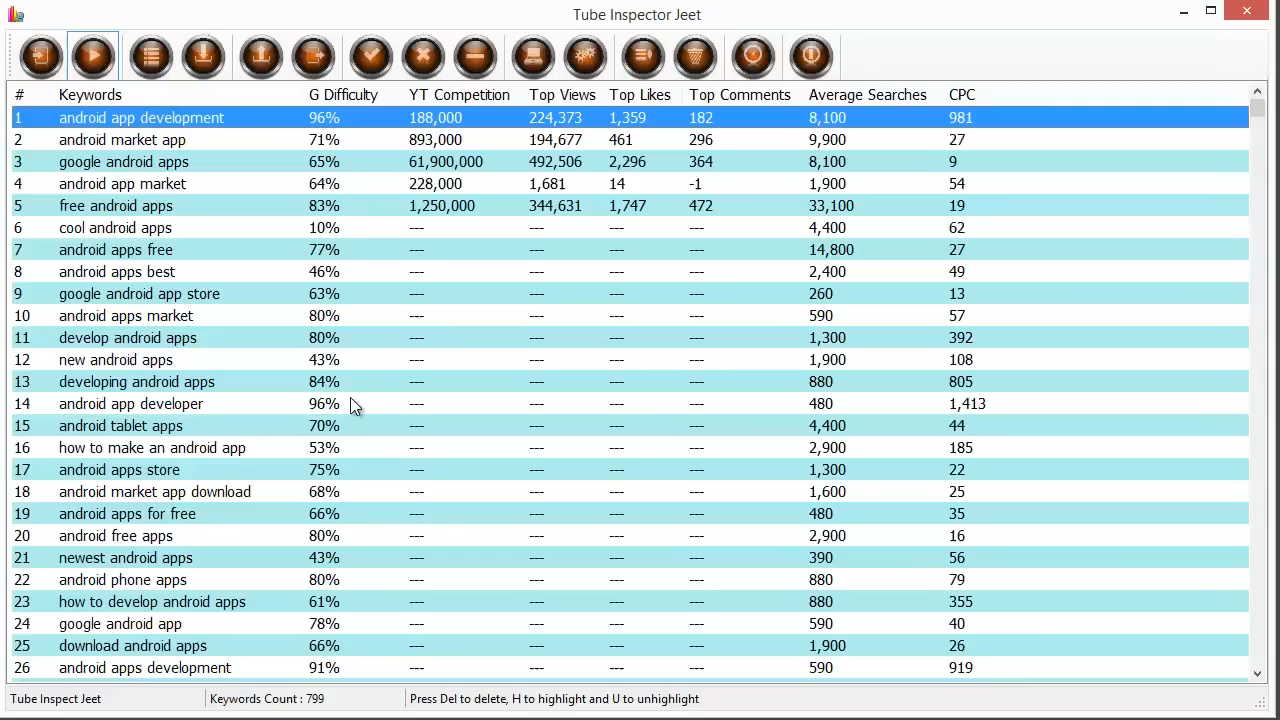 Tube Inspector Jeet
# Keywords G Difficulty YT Competition Top Views Top Likes Top Comments Average Searches CPC
1 android app development 96% 188,000 224,373 1,359 182 8,100 981
2 android market app 71% 893,000 194,677 461 296 9,900 27
3 google android apps 65% 61,900,000 492,506 2,296 364 8,100 9
4 android app market 64% 228,000 1,681 14 -1 1,900 54
5 free android apps 83% 1,250,000 344,631 1,747 472 33,100 19
6 cool android apps 10% --- --- --- --- 4,400 62
7 android apps free 77% --- --- --- --- 14,800 27
8 android apps best 46% --- --- --- --- 2,400 49
9 google android app store 63% --- --- --- --- 260 13
10 android apps market 80% --- --- --- --- 590 57
11 develop android apps 80% --- --- --- --- 1,300 392
12 new android apps 43% --- --- --- --- 1,900 108
13 developing android apps 84% --- --- --- --- 880 805
14 android app developer 96% --- --- --- --- 480 1,413
15 android tablet apps 70% --- --- --- --- 4,400 44
16 how to make an android app 53% --- --- --- --- 2,900 185
17 android apps store 75% --- --- --- --- 1,300 22
18 android market app download 68% --- --- --- --- 1,600 25
19 android apps for free 66% --- --- --- --- 480 35
20 android free apps 80% --- --- --- --- 2,900 16
21 newest android apps 43% --- --- --- --- 390 56
22 android phone apps 80% --- --- --- --- 880 79
23 how to develop android apps 61% --- --- --- --- 880 355
24 google android app 78% --- --- --- --- 590 40
25 download android apps 66% --- --- --- --- 1,900 26
26 android apps development 91% --- --- --- --- 590 919
Tube Inspect Jeet Keywords Count : 799 Press Del to delete, H to highlight and U to unhighlight